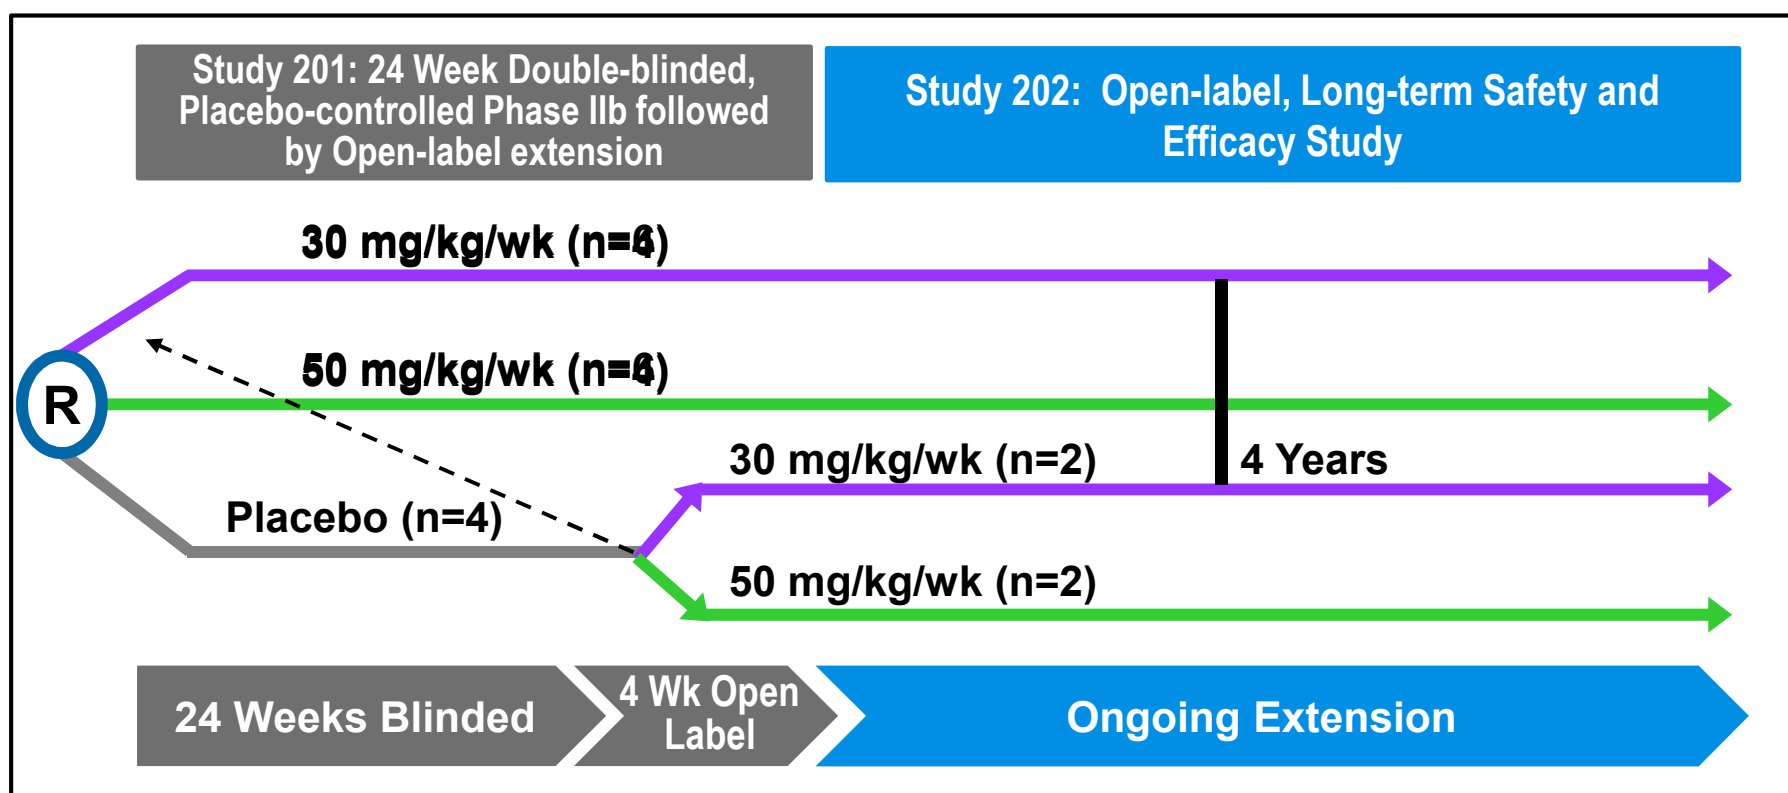 Study 201: 24 Week Double-blinded,
Placebo-controlled Phase IIb followed
by Open-label extension
Study 202: Open-label, Long-term Safety and
Efficacy Study
30 mg/kg/wk
50 mg/kg/wk
R
30 mg/kg/wk (n=2)
4 Years
Placebo (n=4)
50 mg/kg/wk (n=2)
24 Weeks Blinded
4 Wk Open
Label
Ongoing Extension